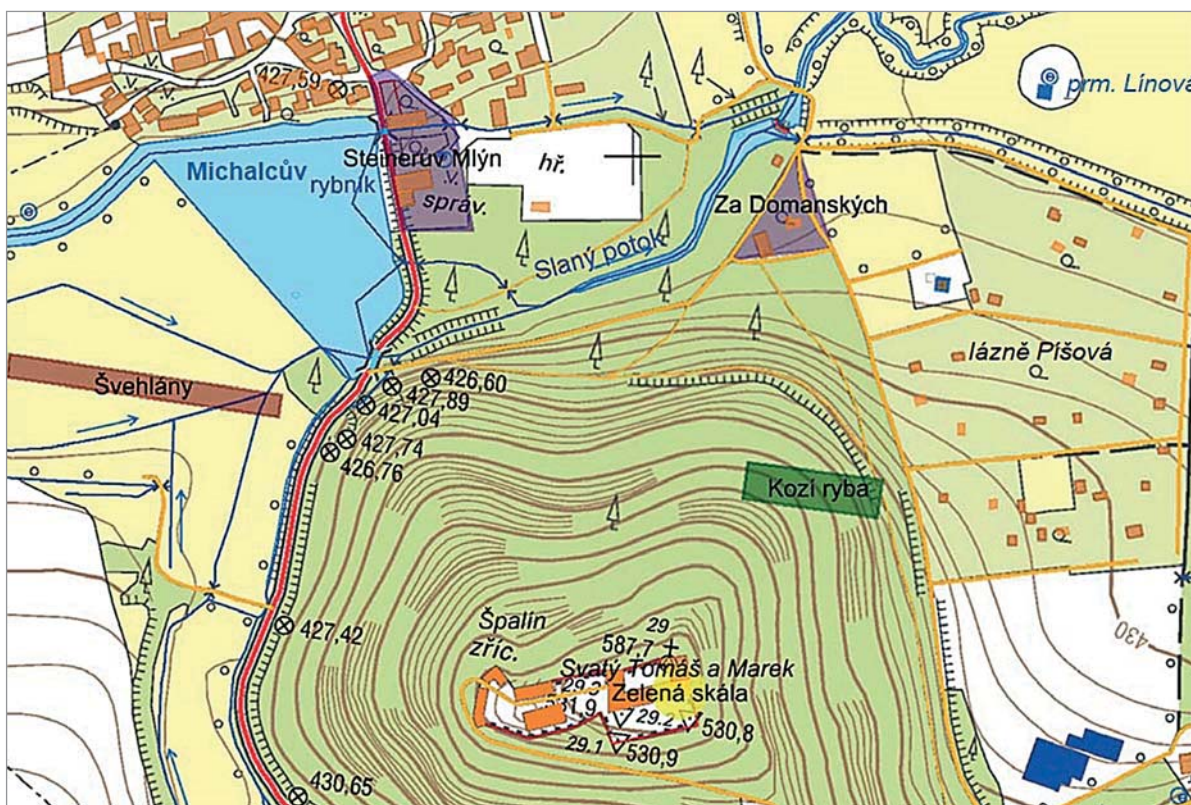 427,59
prm. Línová
Michalcův
rybník
Steinerův Mlýn
v.
správ.
hř.
Za Domanských
Slaný potok
lázně Píšová
Švehlány
426,60
427,89
427,04
427,74
426,76
Kozí ryba
427,42
Špalín
zříc.
29
587,7
Svatý Tomáš a Marek
Zelená skála
29.2
530,8
29.1
530,9
430
430,65